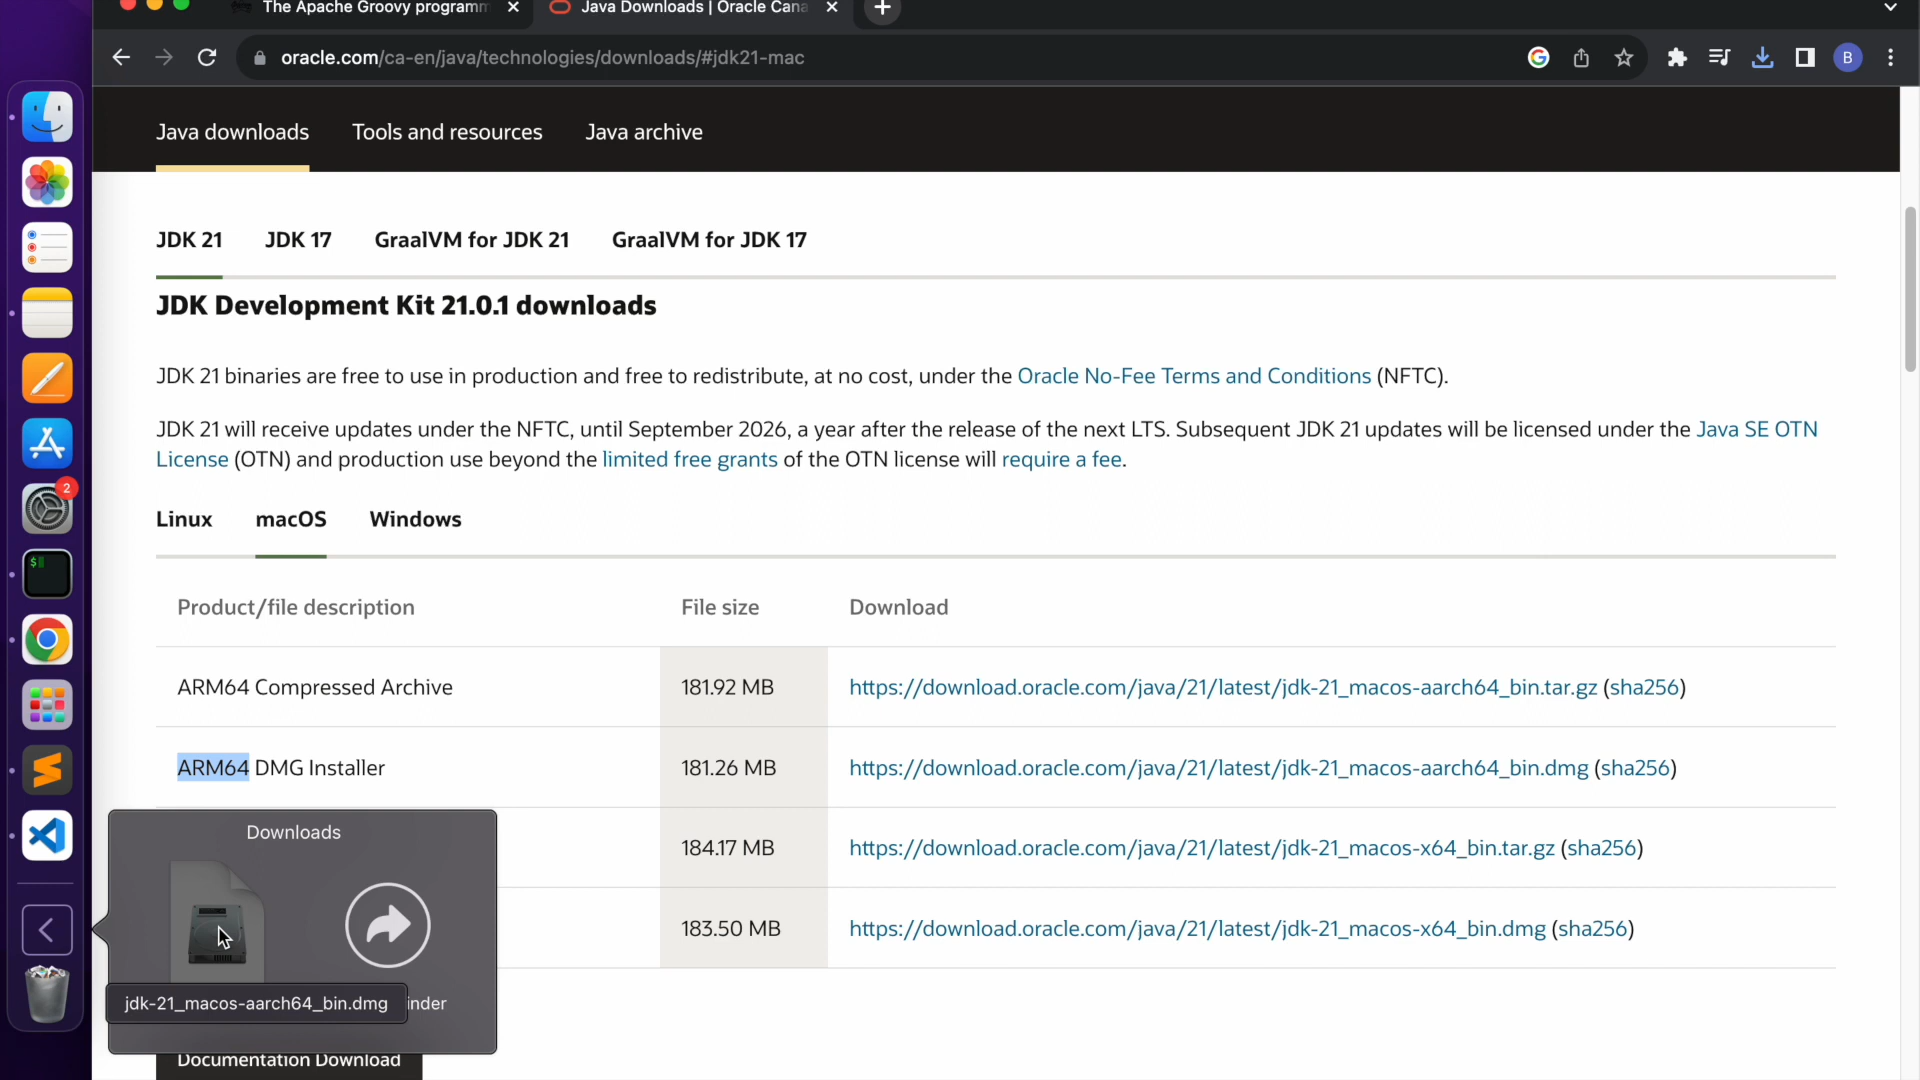 The Apache Groovy programm
Java Downloads | Oracle Cana
oracle.com/ca-en/java/technologies/downloads/#jdk21-mac
B
Java downloads Tools and resources Java archive
JDK 21 JDK 17 GraalVM for JDK 21 GraalVM for JDK 17
JDK Development Kit 21.0.1 downloads
JDK 21 binaries are free to use in production and free to redistribute, at no cost, under the Oracle No-Fee Terms and Conditions (NFTC).
JDK 21 will receive updates under the NFTC, until September 2026, a year after the release of the next LTS. Subsequent JDK 21 updates will be licensed under the Java SE OTN
License (OTN) and production use beyond the limited free grants of the OTN license will require a fee.
2
$
Linux macOS Windows
Product/file description File size Download
ARM64 Compressed Archive 181.92 MB https://download.oracle.com/java/21/latest/jdk-21_macos-aarch64_bin.tar.gz (sha256)
ARM64 DMG Installer 181.26 MB https://download.oracle.com/java/21/latest/jdk-21_macos-aarch64_bin.dmg (sha256)
184.17 MB https://download.oracle.com/java/21/latest/jdk-21_macos-x64_bin.tar.gz (sha256)
183.50 MB https://download.oracle.com/java/21/latest/jdk-21_macos-x64_bin.dmg (sha256)
Downloads
jdk-21_macos-aarch64_bin.dmg
inder
Documentation Download